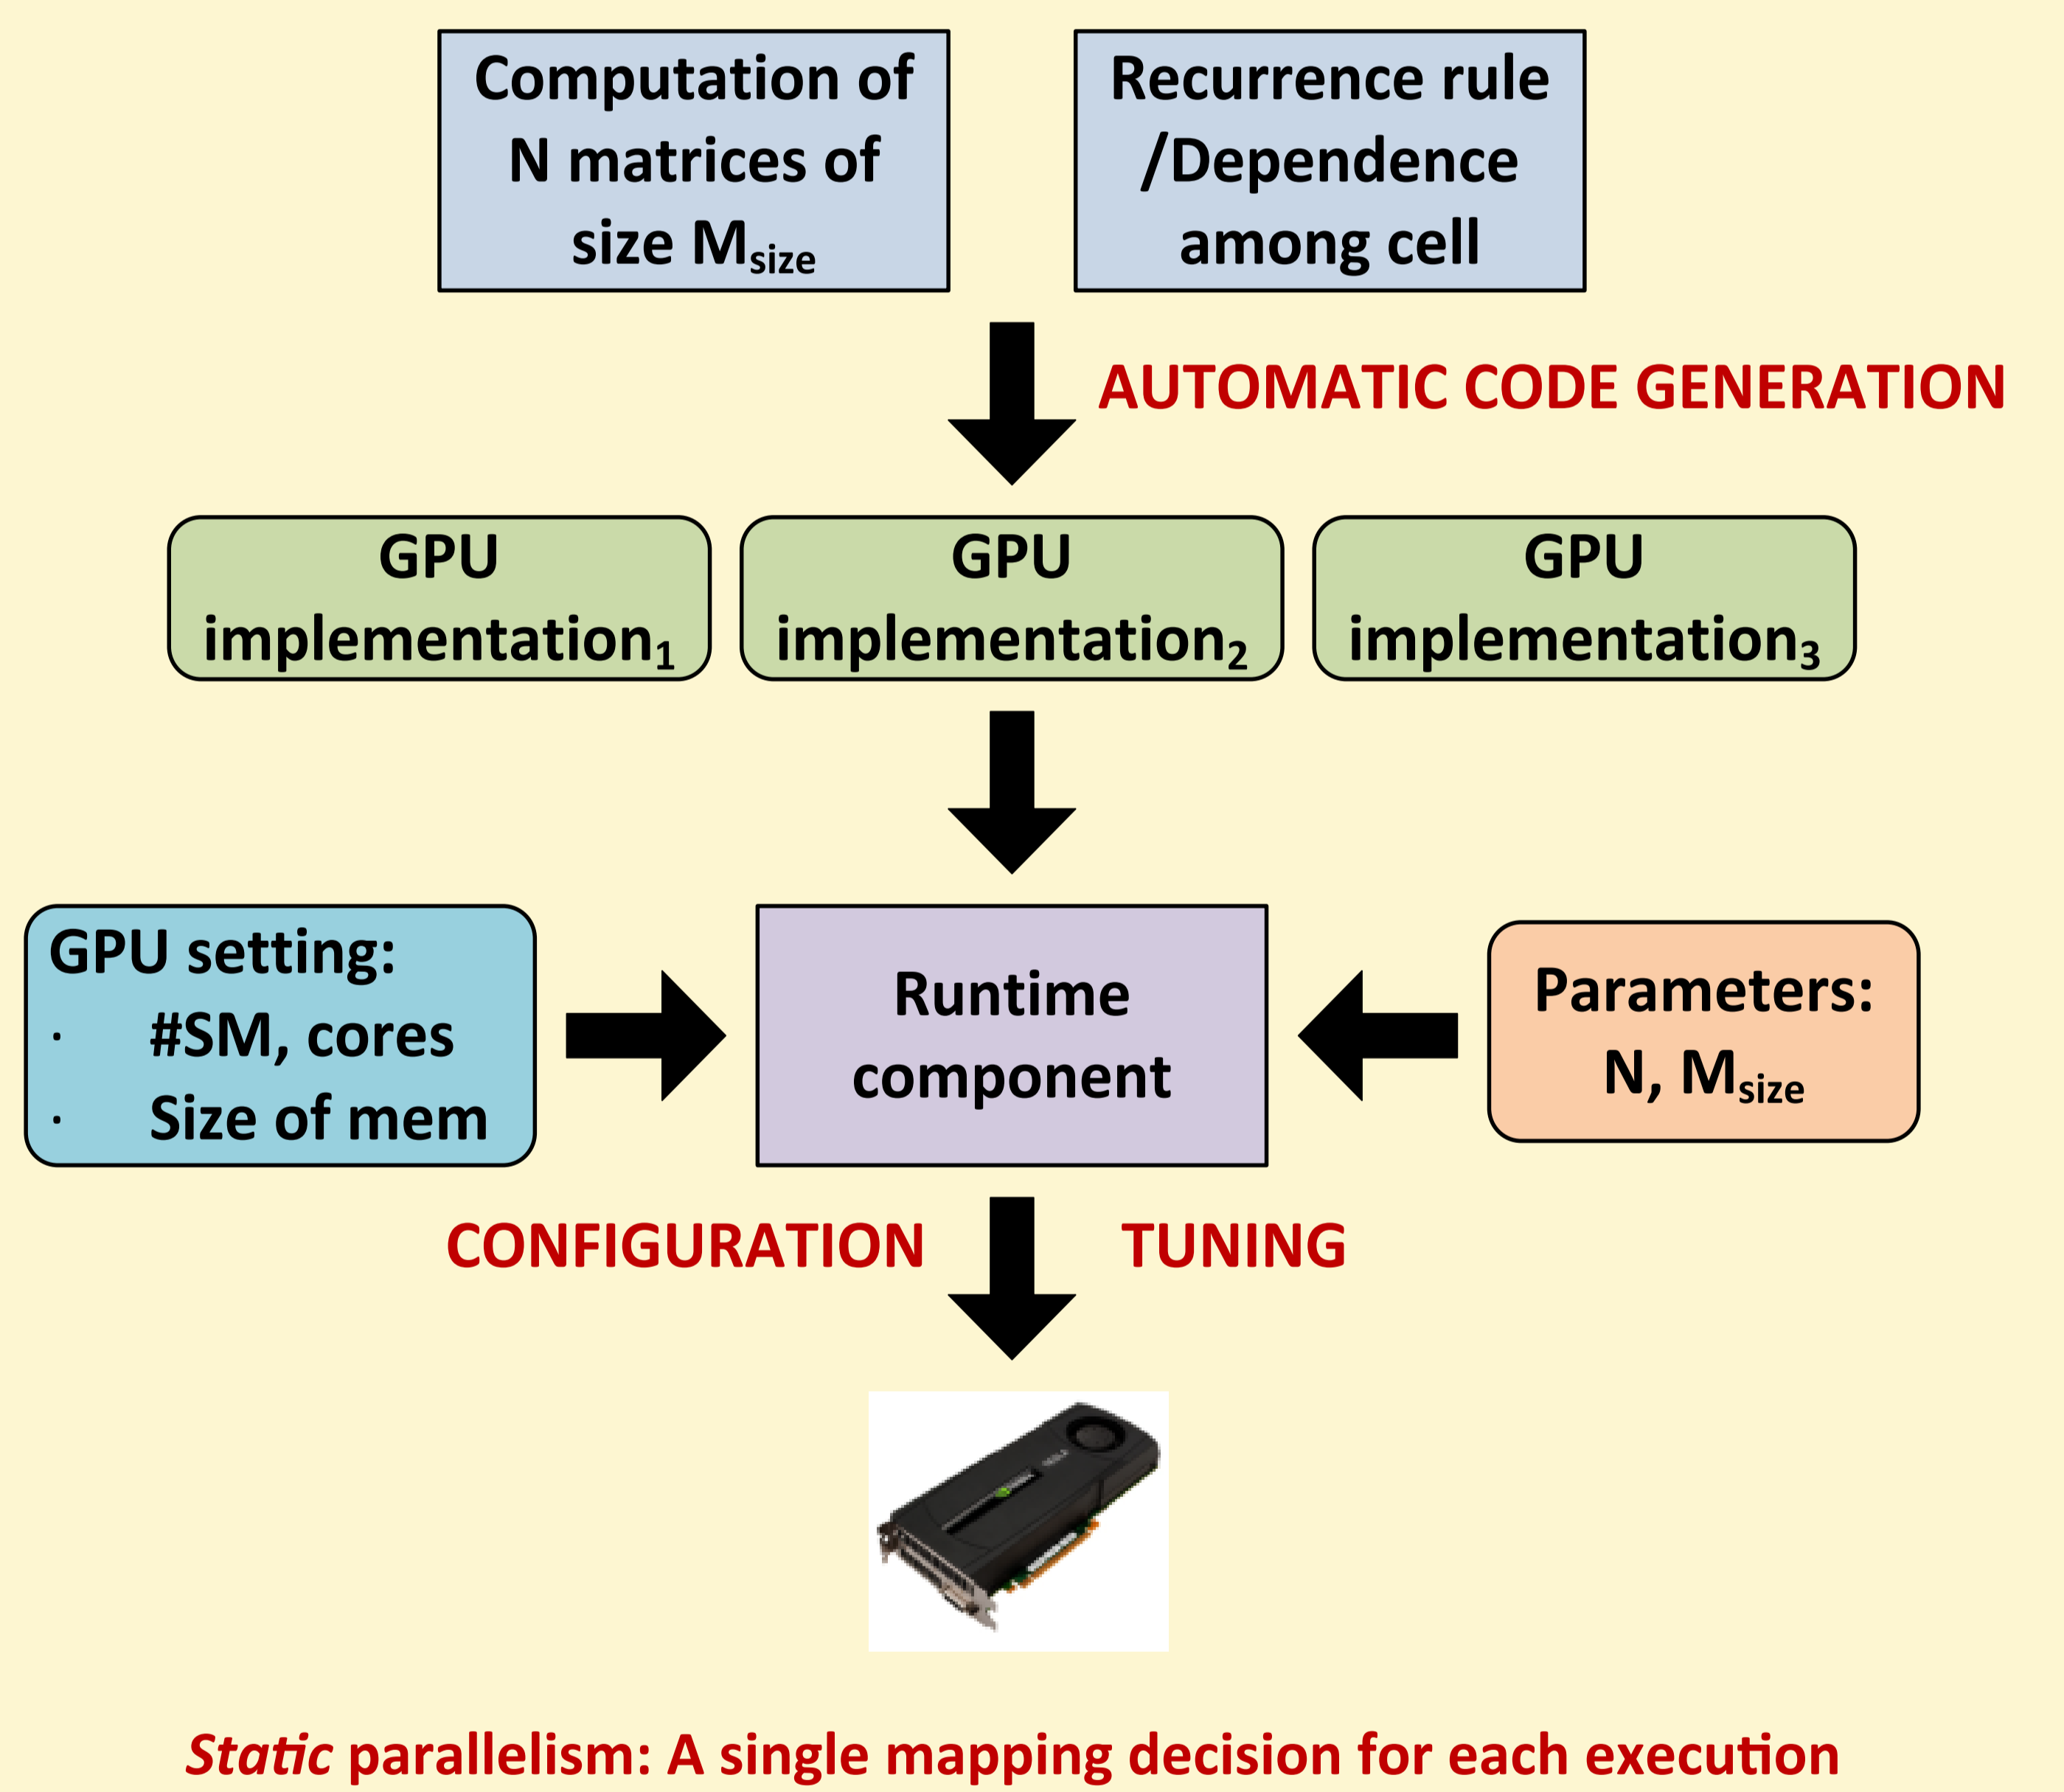 Computation of
N matrices of
size Msize
Recurrence rule
/Dependence
among cell
AUTOMATIC CODE GENERATION
GPU
implementation1
GPU
implementation2
GPU
implementation3
GPU setting:
· #SM, cores
· Size of mem
Runtime
component
Parameters:
N, Msize
CONFIGURATION
TUNING
Static parallelism: A single mapping decision for each execution